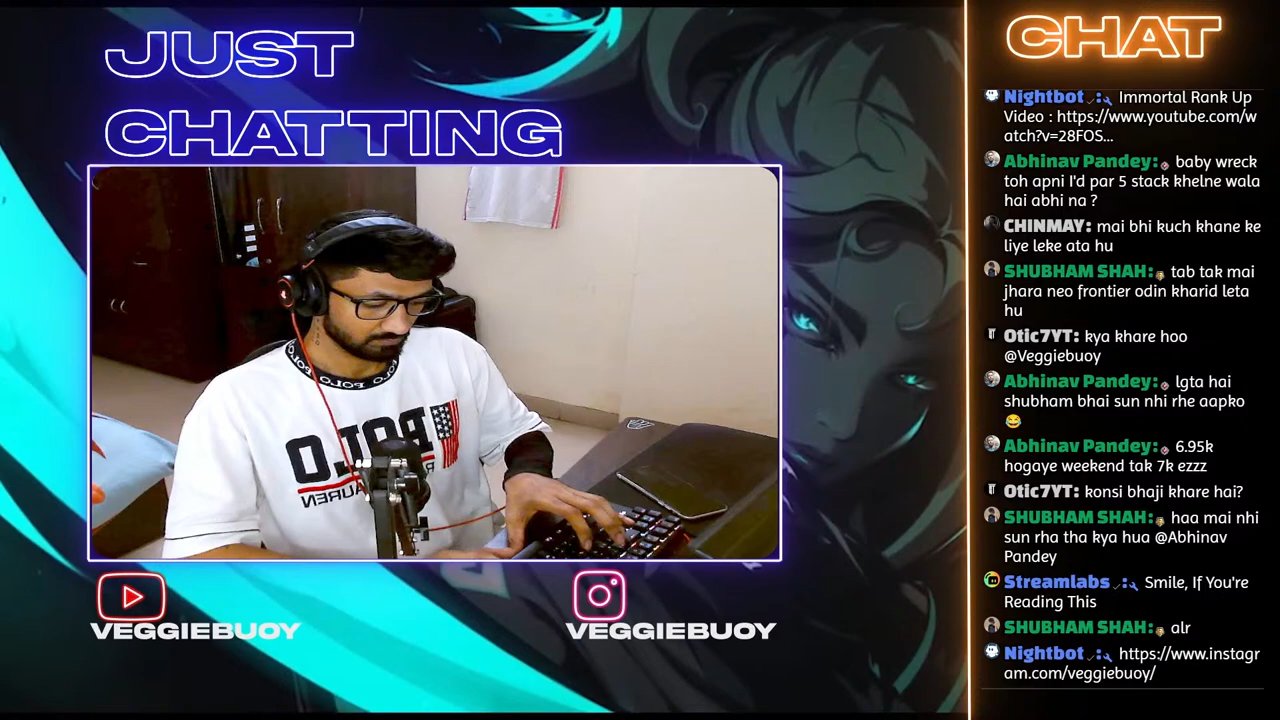 JUST
CHATTING
VEGGIEBUOY
VEGGIEBUOY
POLO
POLO
LAUREN
CHAT
Nightbot : Immortal Rank Up
Video : https://www.youtube.com/w
atch?v=28FOS...
Abhinav Pandey: baby wreck
toh apni I'd par 5 stack khelne wala
hai abhi na ?
CHINMAY: mai bhi kuch khane ke
liye leke ata hu
SHUBHAM SHAH: tab tak mai
jhara neo frontier odin kharid leta
hu
Otic7YT: kya khare hoo
@Veggiebuoy
Abhinav Pandey: lgta hai
shubham bhai sun nhi rhe aapko
😂
Abhinav Pandey: 6.95k
hogaye weekend tak 7k ezzz
Otic7YT: konsi bhaji khare hai?
SHUBHAM SHAH: haa mai nhi
sun rha tha kya hua @Abhinav
Pandey
Streamlabs : Smile, If You're
Reading This
SHUBHAM SHAH: alr
Nightbot : https://www.instagr
am.com/veggiebuoy/